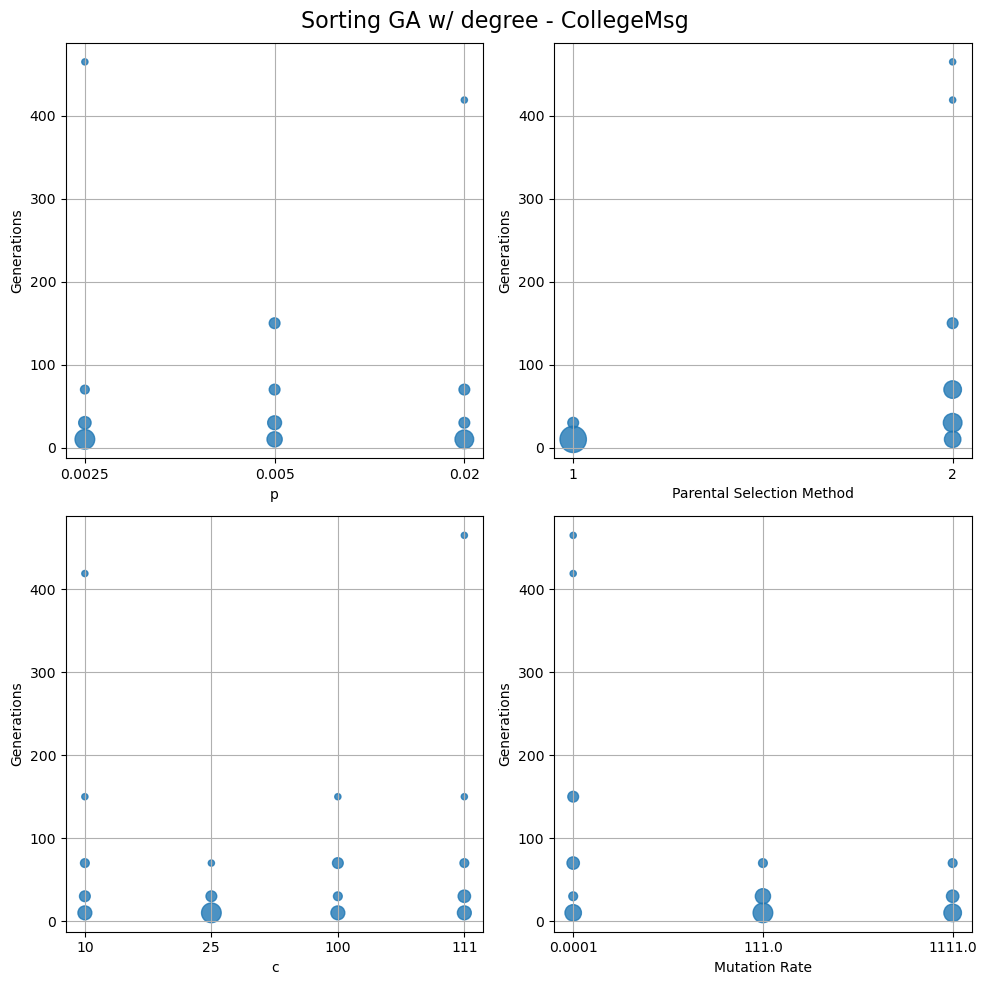 Sorting GA w/ degree - CollegeMsg
Generations
400
300
200
100
0
0.0025 0.005 0.02
p
Generations
400
300
200
100
0
1 2
Parental Selection Method
Generations
400
300
200
100
0
10 25 100 111
c
Generations
400
300
200
100
0
0.0001 111.0 1111.0
Mutation Rate